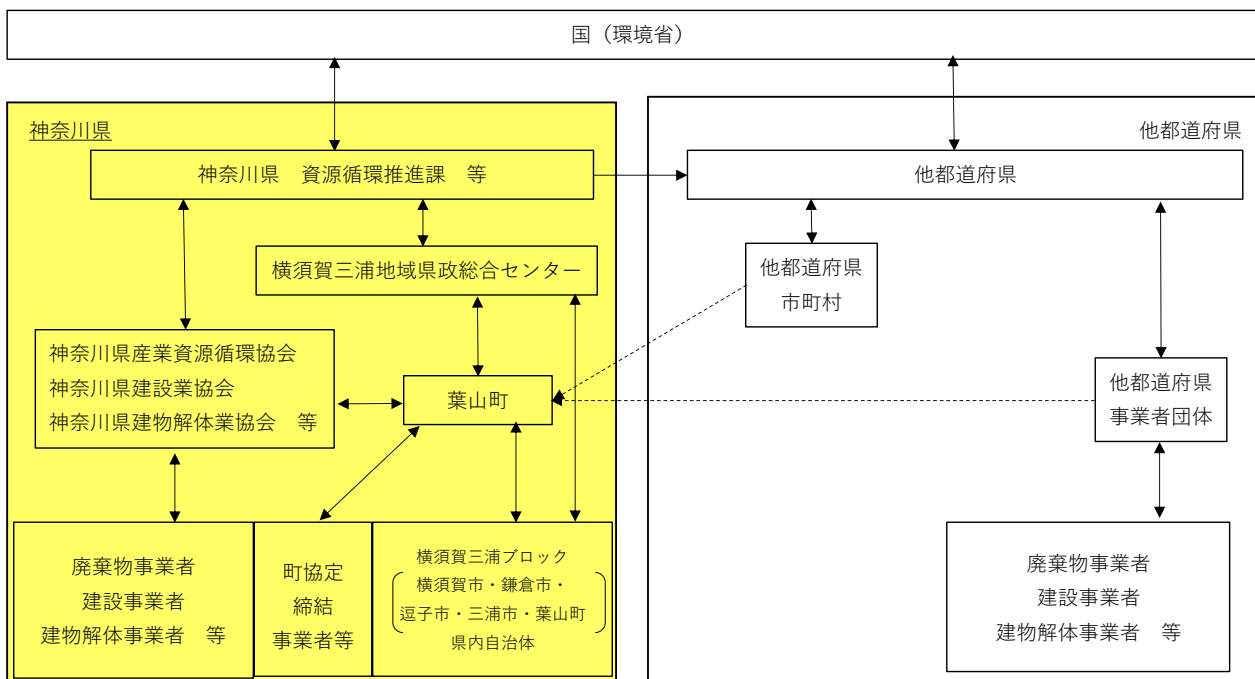 国（環境省）
神奈川県
他都道府県
神奈川県　資源循環推進課　等
他都道府県
横須賀三浦地域県政総合センター
他都道府県
市町村
神奈川県産業資源循環協会
神奈川県建設業協会
神奈川県建物解体業協会　等
葉山町
他都道府県
事業者団体
廃棄物事業者
建設事業者
建物解体事業者　等
町協定
締結
事業者等
横須賀三浦ブロック
横須賀市・鎌倉市・
逗子市・三浦市・葉山町
県内自治体
廃棄物事業者
建設事業者
建物解体事業者　等